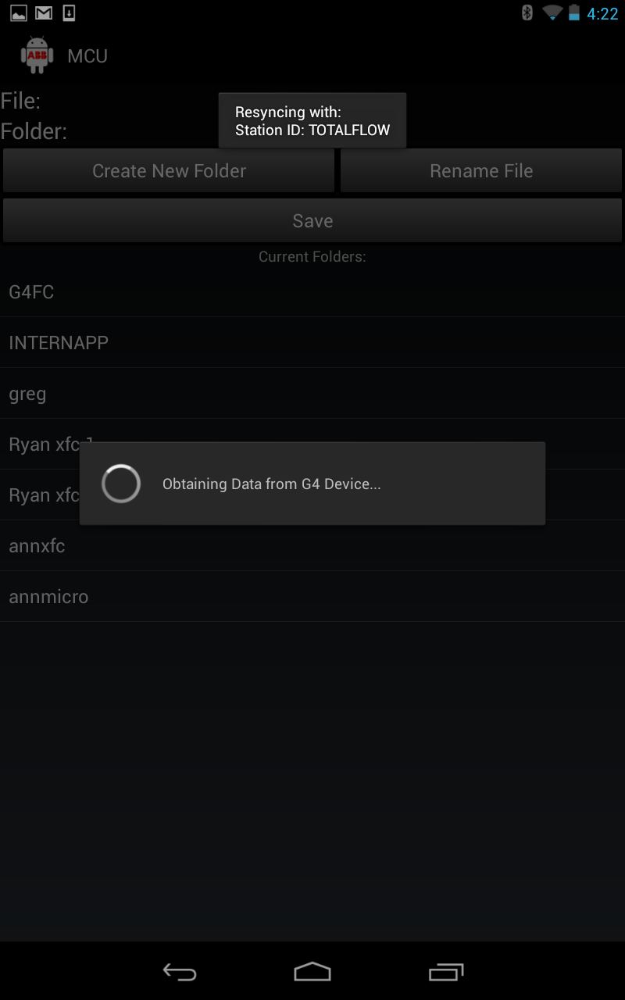 4:22
ABB
MCU
File:
Resyncing with:
Station ID: TOTALFLOW
Folder:
Create New Folder
Rename File
Save
Current Folders:
G4FC
INTERNAPP
greg
Ryan xfc 1
Obtaining Data from G4 Device...
Ryan xfc
annxfc
annmicro